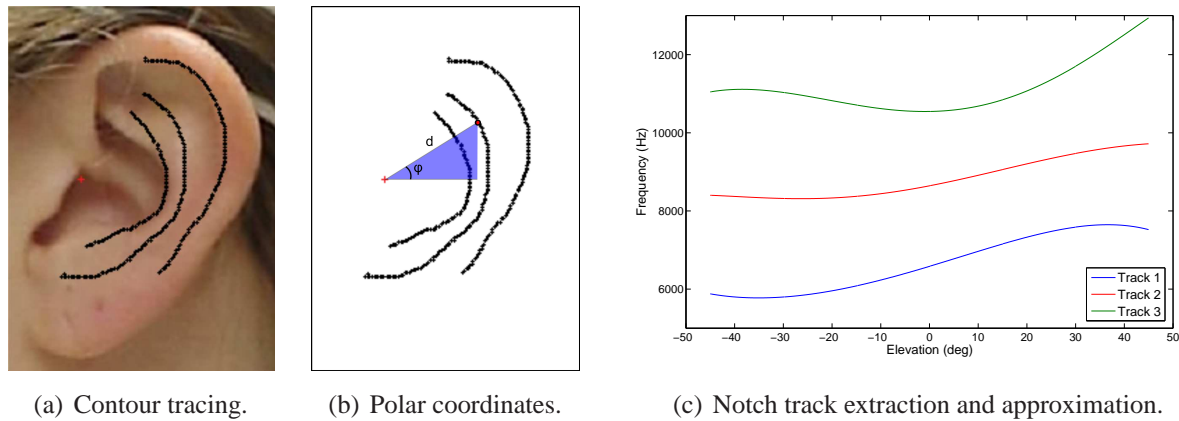 d
φ
12000
10000
8000
6000
Frequency (Hz)
−50 −40 −30 −20 −10 0 10 20 30 40 50
Elevation (deg)
Track 1
Track 2
Track 3
(a) Contour tracing.
(b) Polar coordinates.
(c) Notch track extraction and approximation.